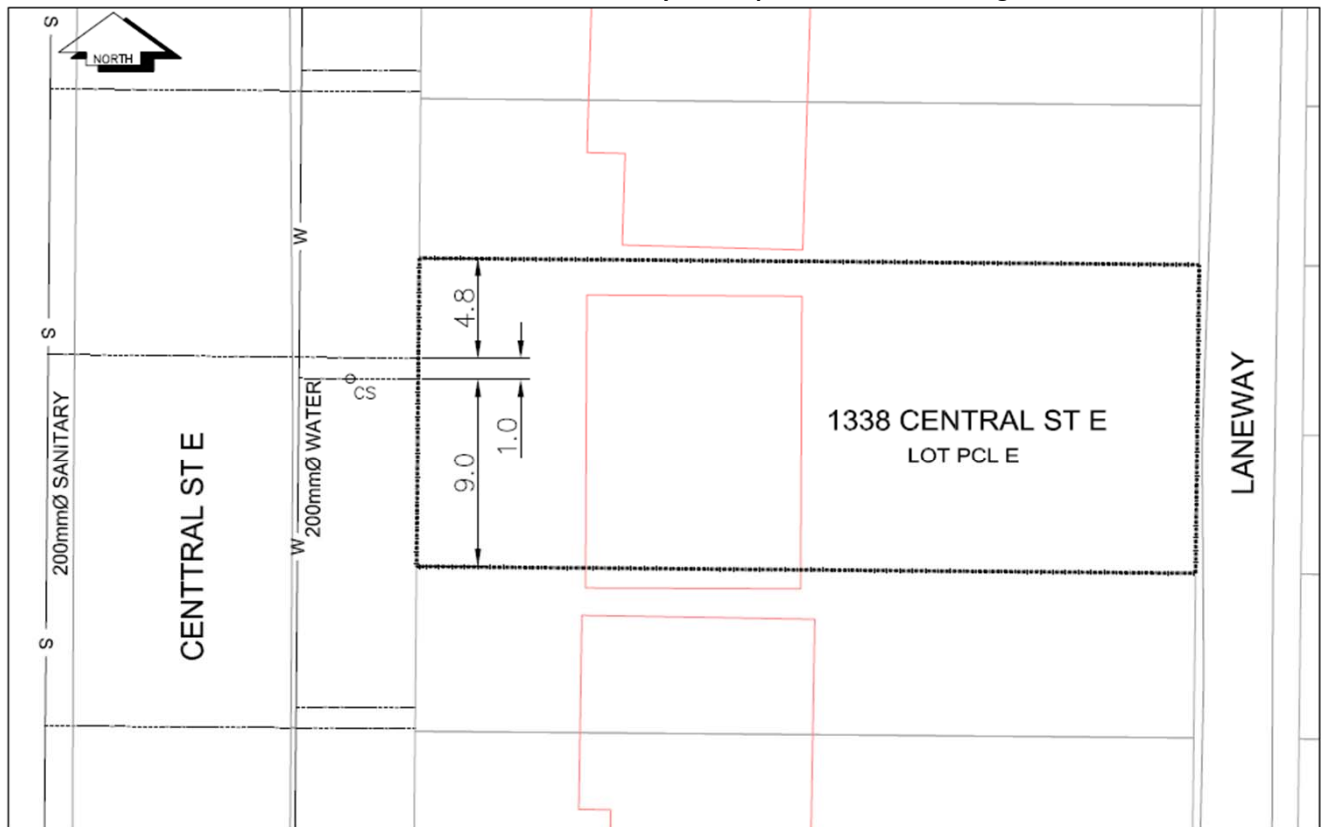 NORTH
S
W
4.8
S
CS
1.0
9.0
200mmØ SANITARY
CENTTRAL ST E
200mmØ WATER
1338 CENTRAL ST E
LOT PCL E
LANEWAY
W
S